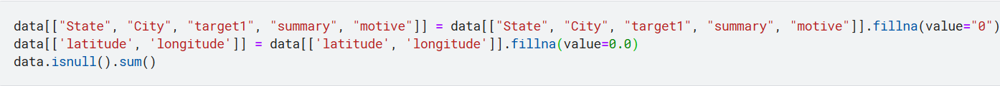 data[["State", "City", "target1", "summary", "motive"]] = data[["State", "City", "target1", "summary", "motive"]].fillna(value="0")
data[['latitude', 'longitude']] = data[['latitude', 'longitude']].fillna(value=0.0)
data.isnull().sum()